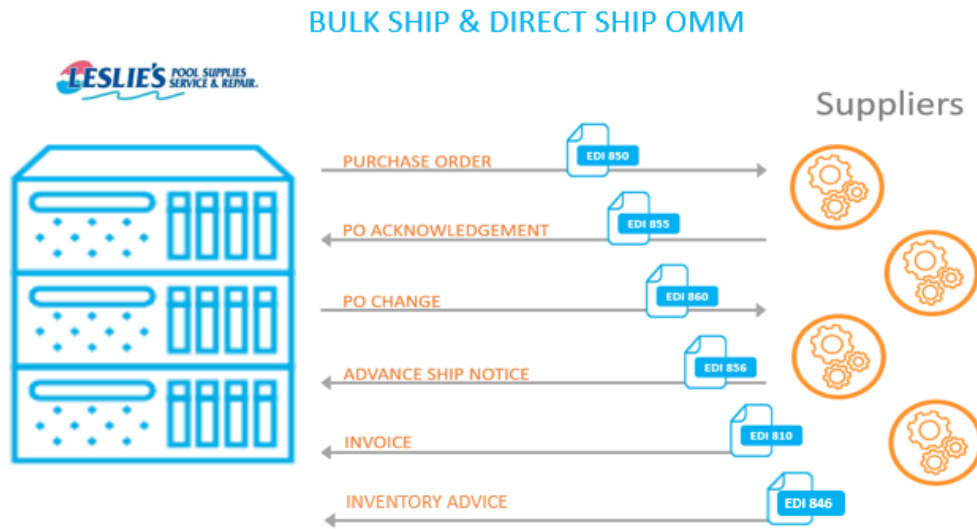 BULK SHIP & DIRECT SHIP OMM
LESLIE'S POOL SUPPLIES
SERVICE & REPAIR.
Suppliers
PURCHASE ORDER
EDI 850
PO ACKNOWLEDGEMENT
EDI 855
PO CHANGE
EDI 860
ADVANCE SHIP NOTICE
EDI 856
INVOICE
EDI 810
INVENTORY ADVICE
EDI 846